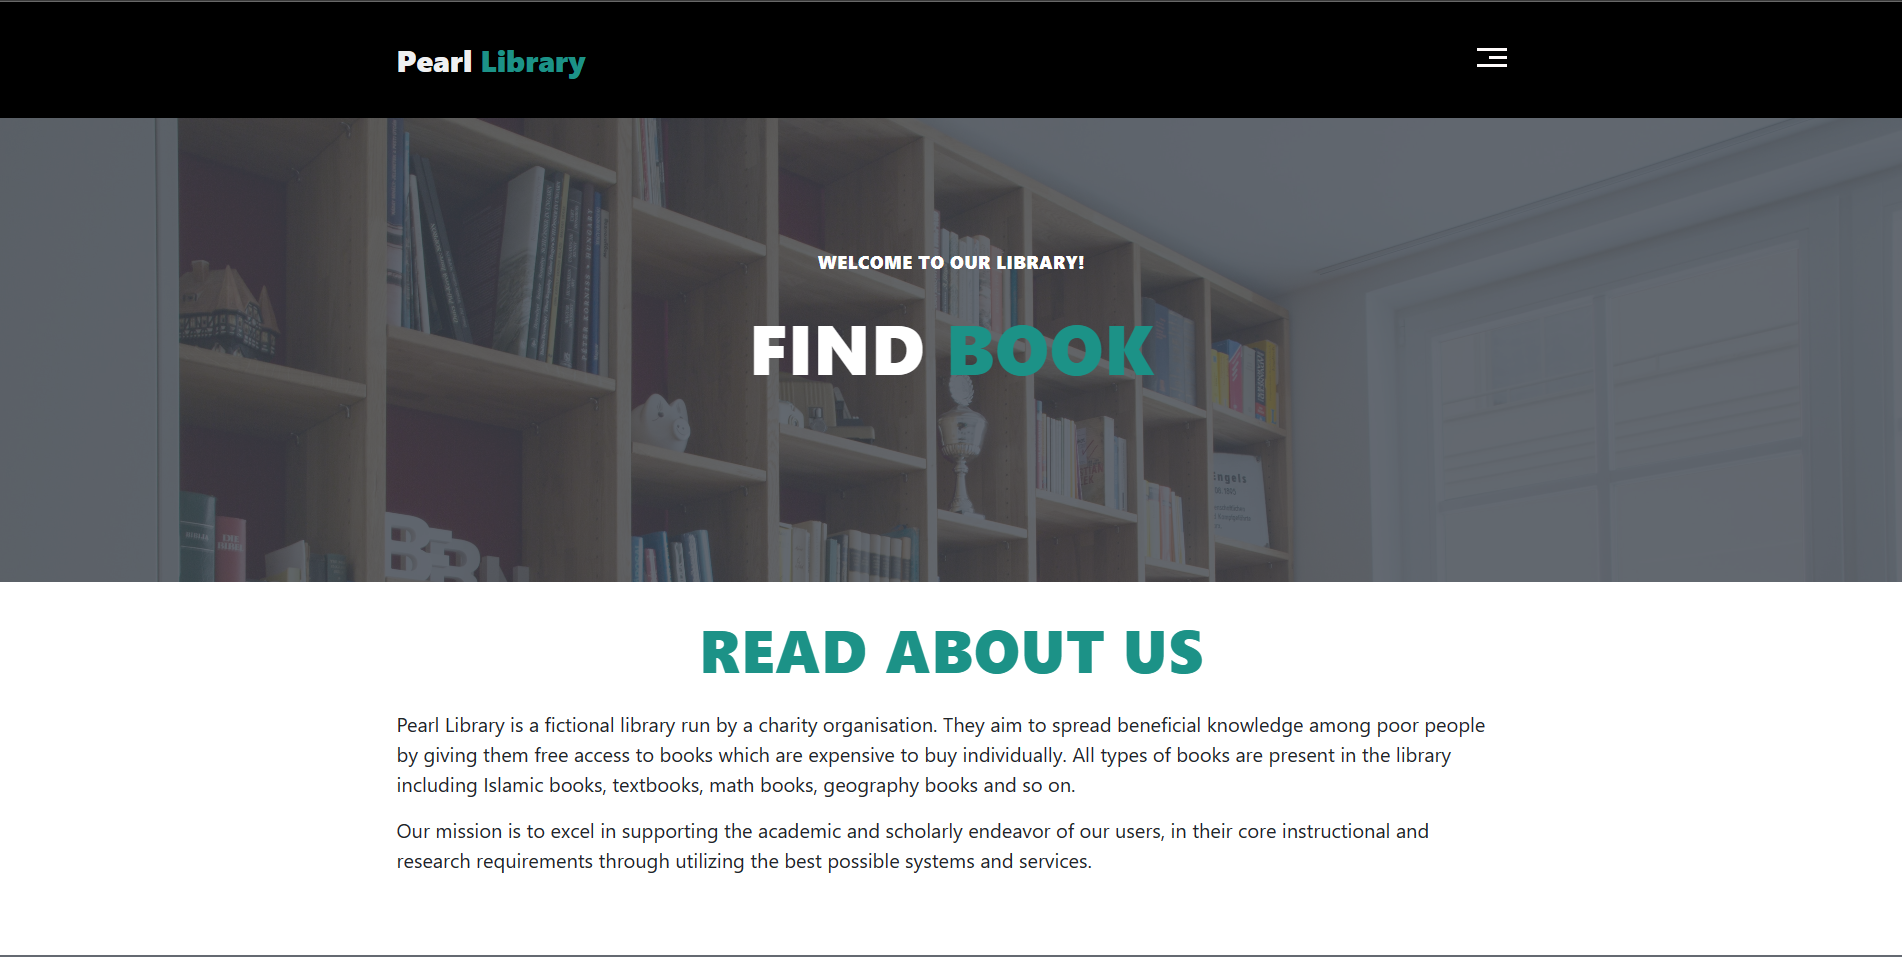 Pearl Library
WELCOME TO OUR LIBRARY!
FIND BOOK
READ ABOUT US
Pearl Library is a fictional library run by a charity organisation. They aim to spread beneficial knowledge among poor people
by giving them free access to books which are expensive to buy individually. All types of books are present in the library
including Islamic books, textbooks, math books, geography books and so on.
Our mission is to excel in supporting the academic and scholarly endeavor of our users, in their core instructional and
research requirements through utilizing the best possible systems and services.